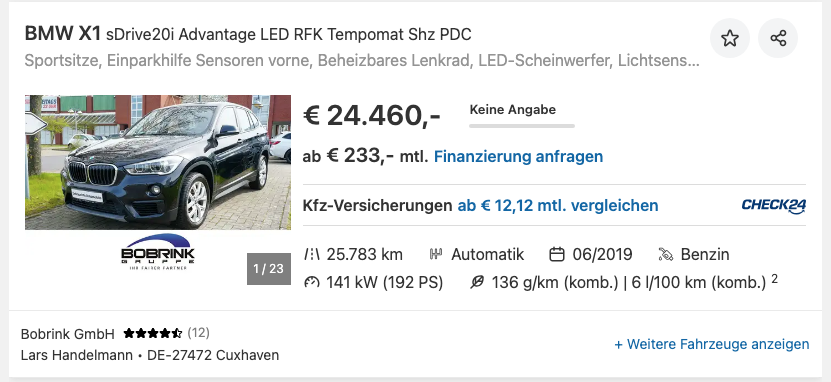 BMW X1 sDrive20i Advantage LED RFK Tempomat Shz PDC
Sportsitze, Einparkhilfe Sensoren vorne, Beheizbares Lenkrad, LED-Scheinwerfer, Lichtsens...
€ 24.460,-
Keine Angabe
ab € 233,- mtl. Finanzierung anfragen
Kfz-Versicherungen ab € 12,12 mtl. vergleichen
CHECK24
BOBRINK
GRUPPE
IHR FAIRER PARTNER
1 / 23
25.783 km Automatik 06/2019 Benzin
141 kW (192 PS) 136 g/km (komb.) | 6 l/100 km (komb.) 2
Bobrink GmbH (12)
Lars Handelmann • DE-27472 Cuxhaven
+ Weitere Fahrzeuge anzeigen